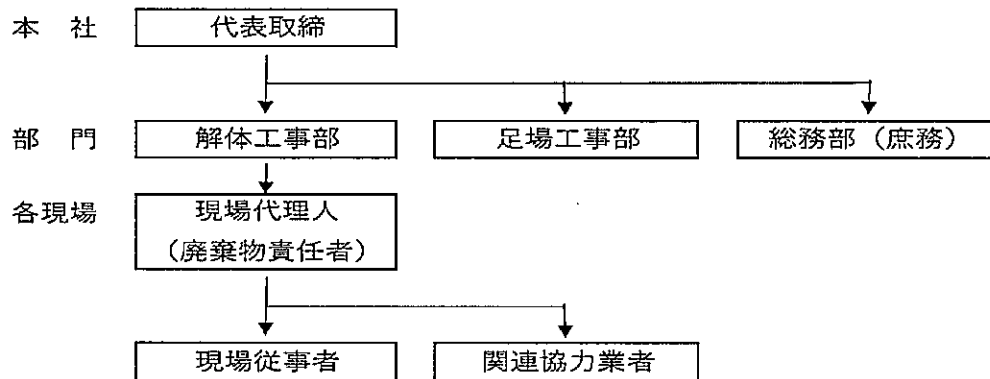 本 社 代表取締
部 門 解体工事部 足場工事部 総務部（庶務）
各現場 現場代理人
（廃棄物責任者）
現場従事者 関連協力業者